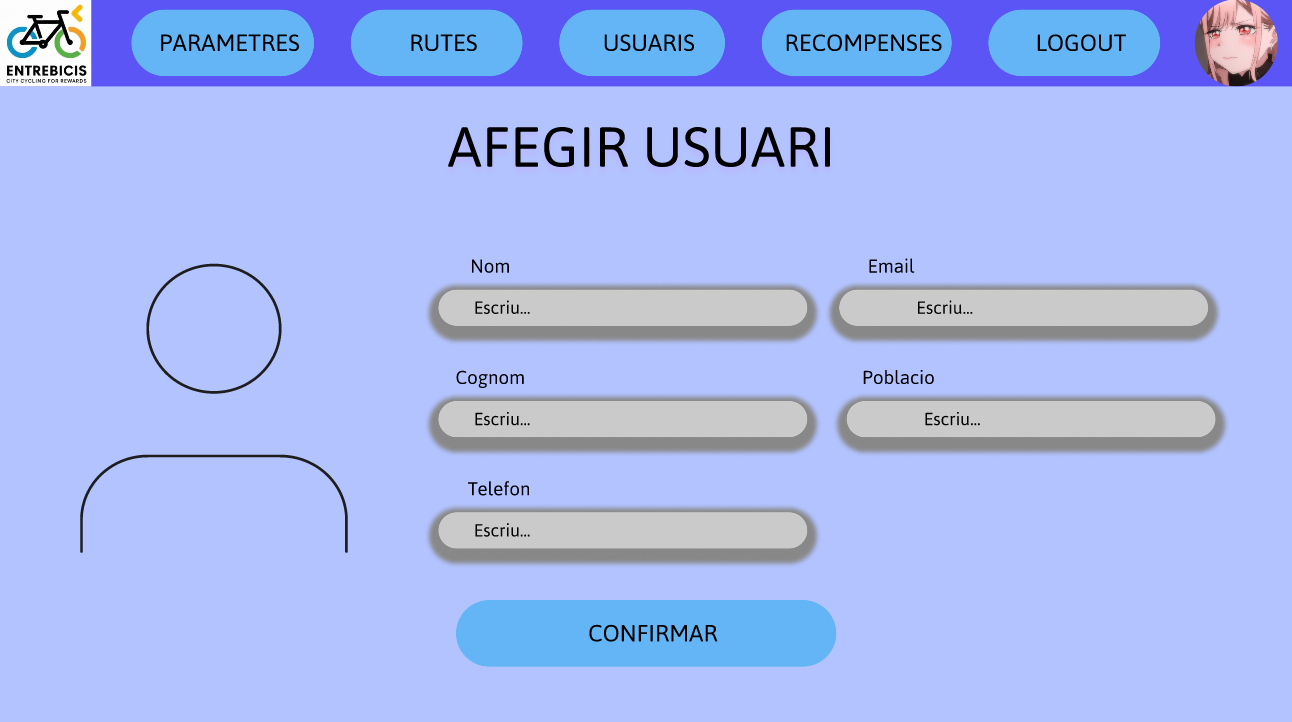 ENTREBICIS
CITY CYCLING FOR REWARDS
PARAMETRES
RUTES
USUARIS
RECOMPENSES
LOGOUT
AFEGIR USUARI
Nom
Email
Escriu...
Escriu...
Cognom
Poblacio
Escriu...
Escriu...
Telefon
Escriu...
CONFIRMAR